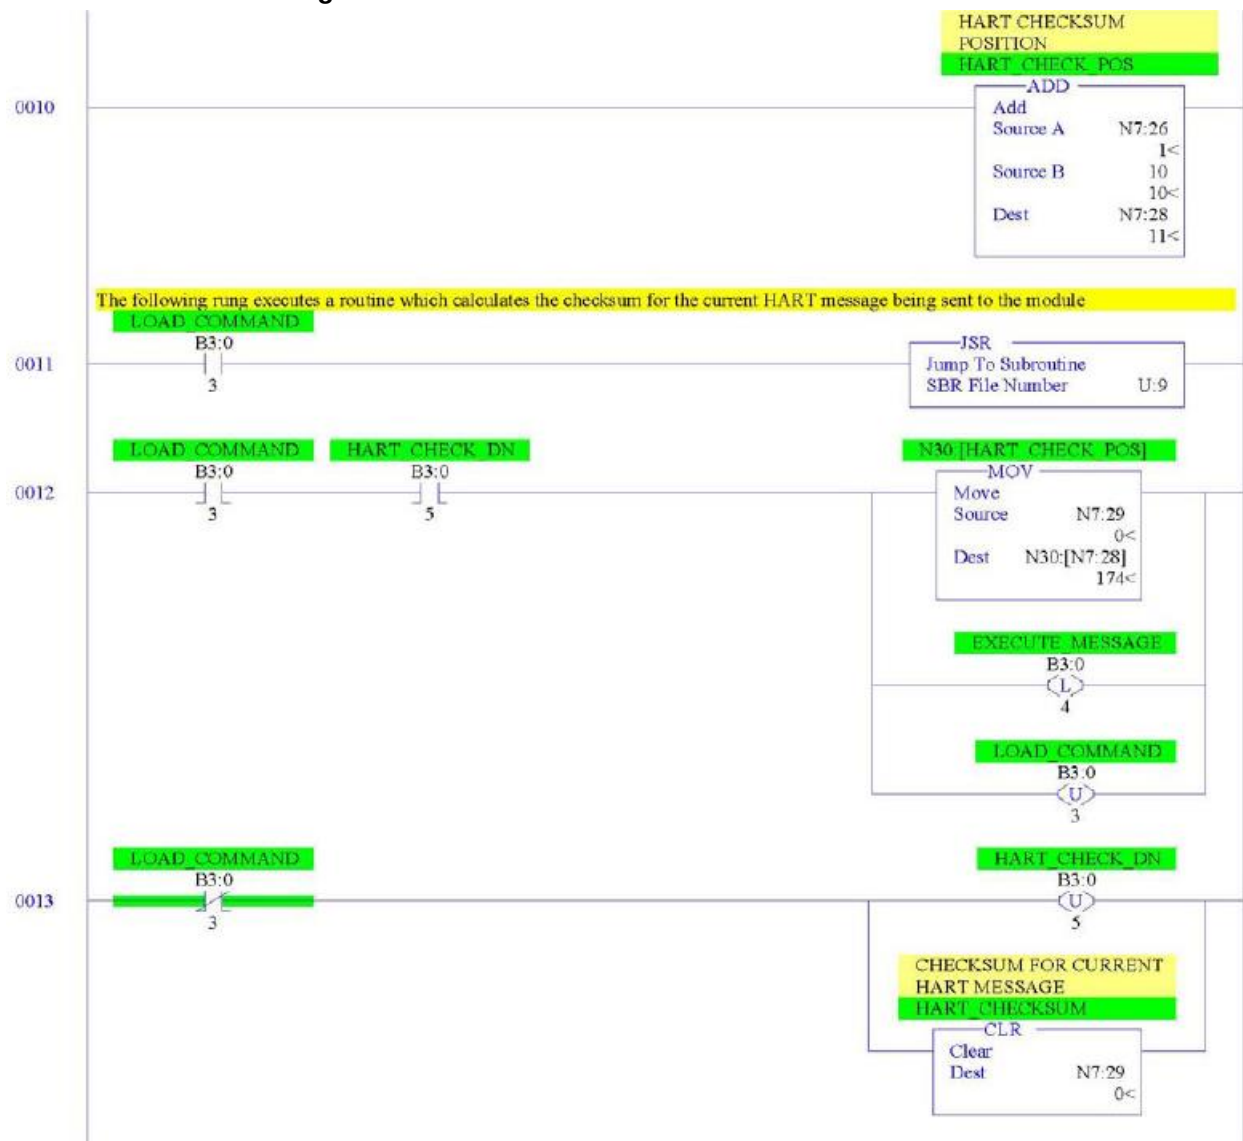 g
HART CHECKSUM
POSITION
HART_CHECK_POS
ADD
0010
Add
Source A N7:26
1<
Source B 10
10<
Dest N7:28
11<
The following rung executes a routine which calculates the checksum for the current HART message being sent to the module
LOAD_COMMAND
B3:0
JSR
0011
Jump To Subroutine
3
SBR File Number U:9
LOAD_COMMAND HART_CHECK_DN N30:[HART_CHECK_POS]
B3:0 B3:0 MOV
0012
Move
3 5
Source N7:29
0<
Dest N30:[N7:28]
174<
EXECUTE_MESSAGE
B3:0
L
4
LOAD_COMMAND
B3:0
U
3
LOAD_COMMAND HART_CHECK_DN
B3:0 B3:0
0013 U
3 5
CHECKSUM FOR CURRENT
HART MESSAGE
HART_CHECKSUM
CLR
Clear
Dest N7:29
0<